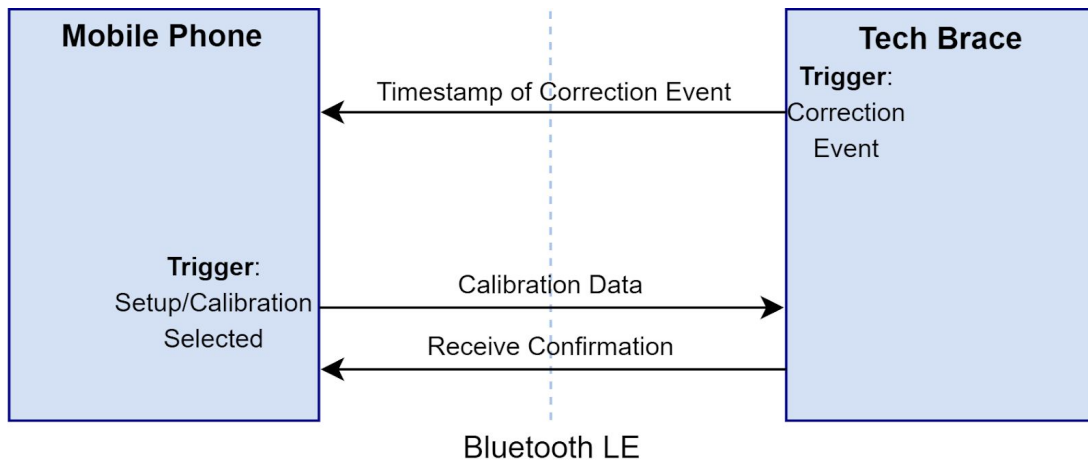 Mobile Phone
Tech Brace
Timestamp of Correction Event
Trigger:
Correction
Event
Trigger:
Setup/Calibration
Selected
Calibration Data
Receive Confirmation
Bluetooth LE